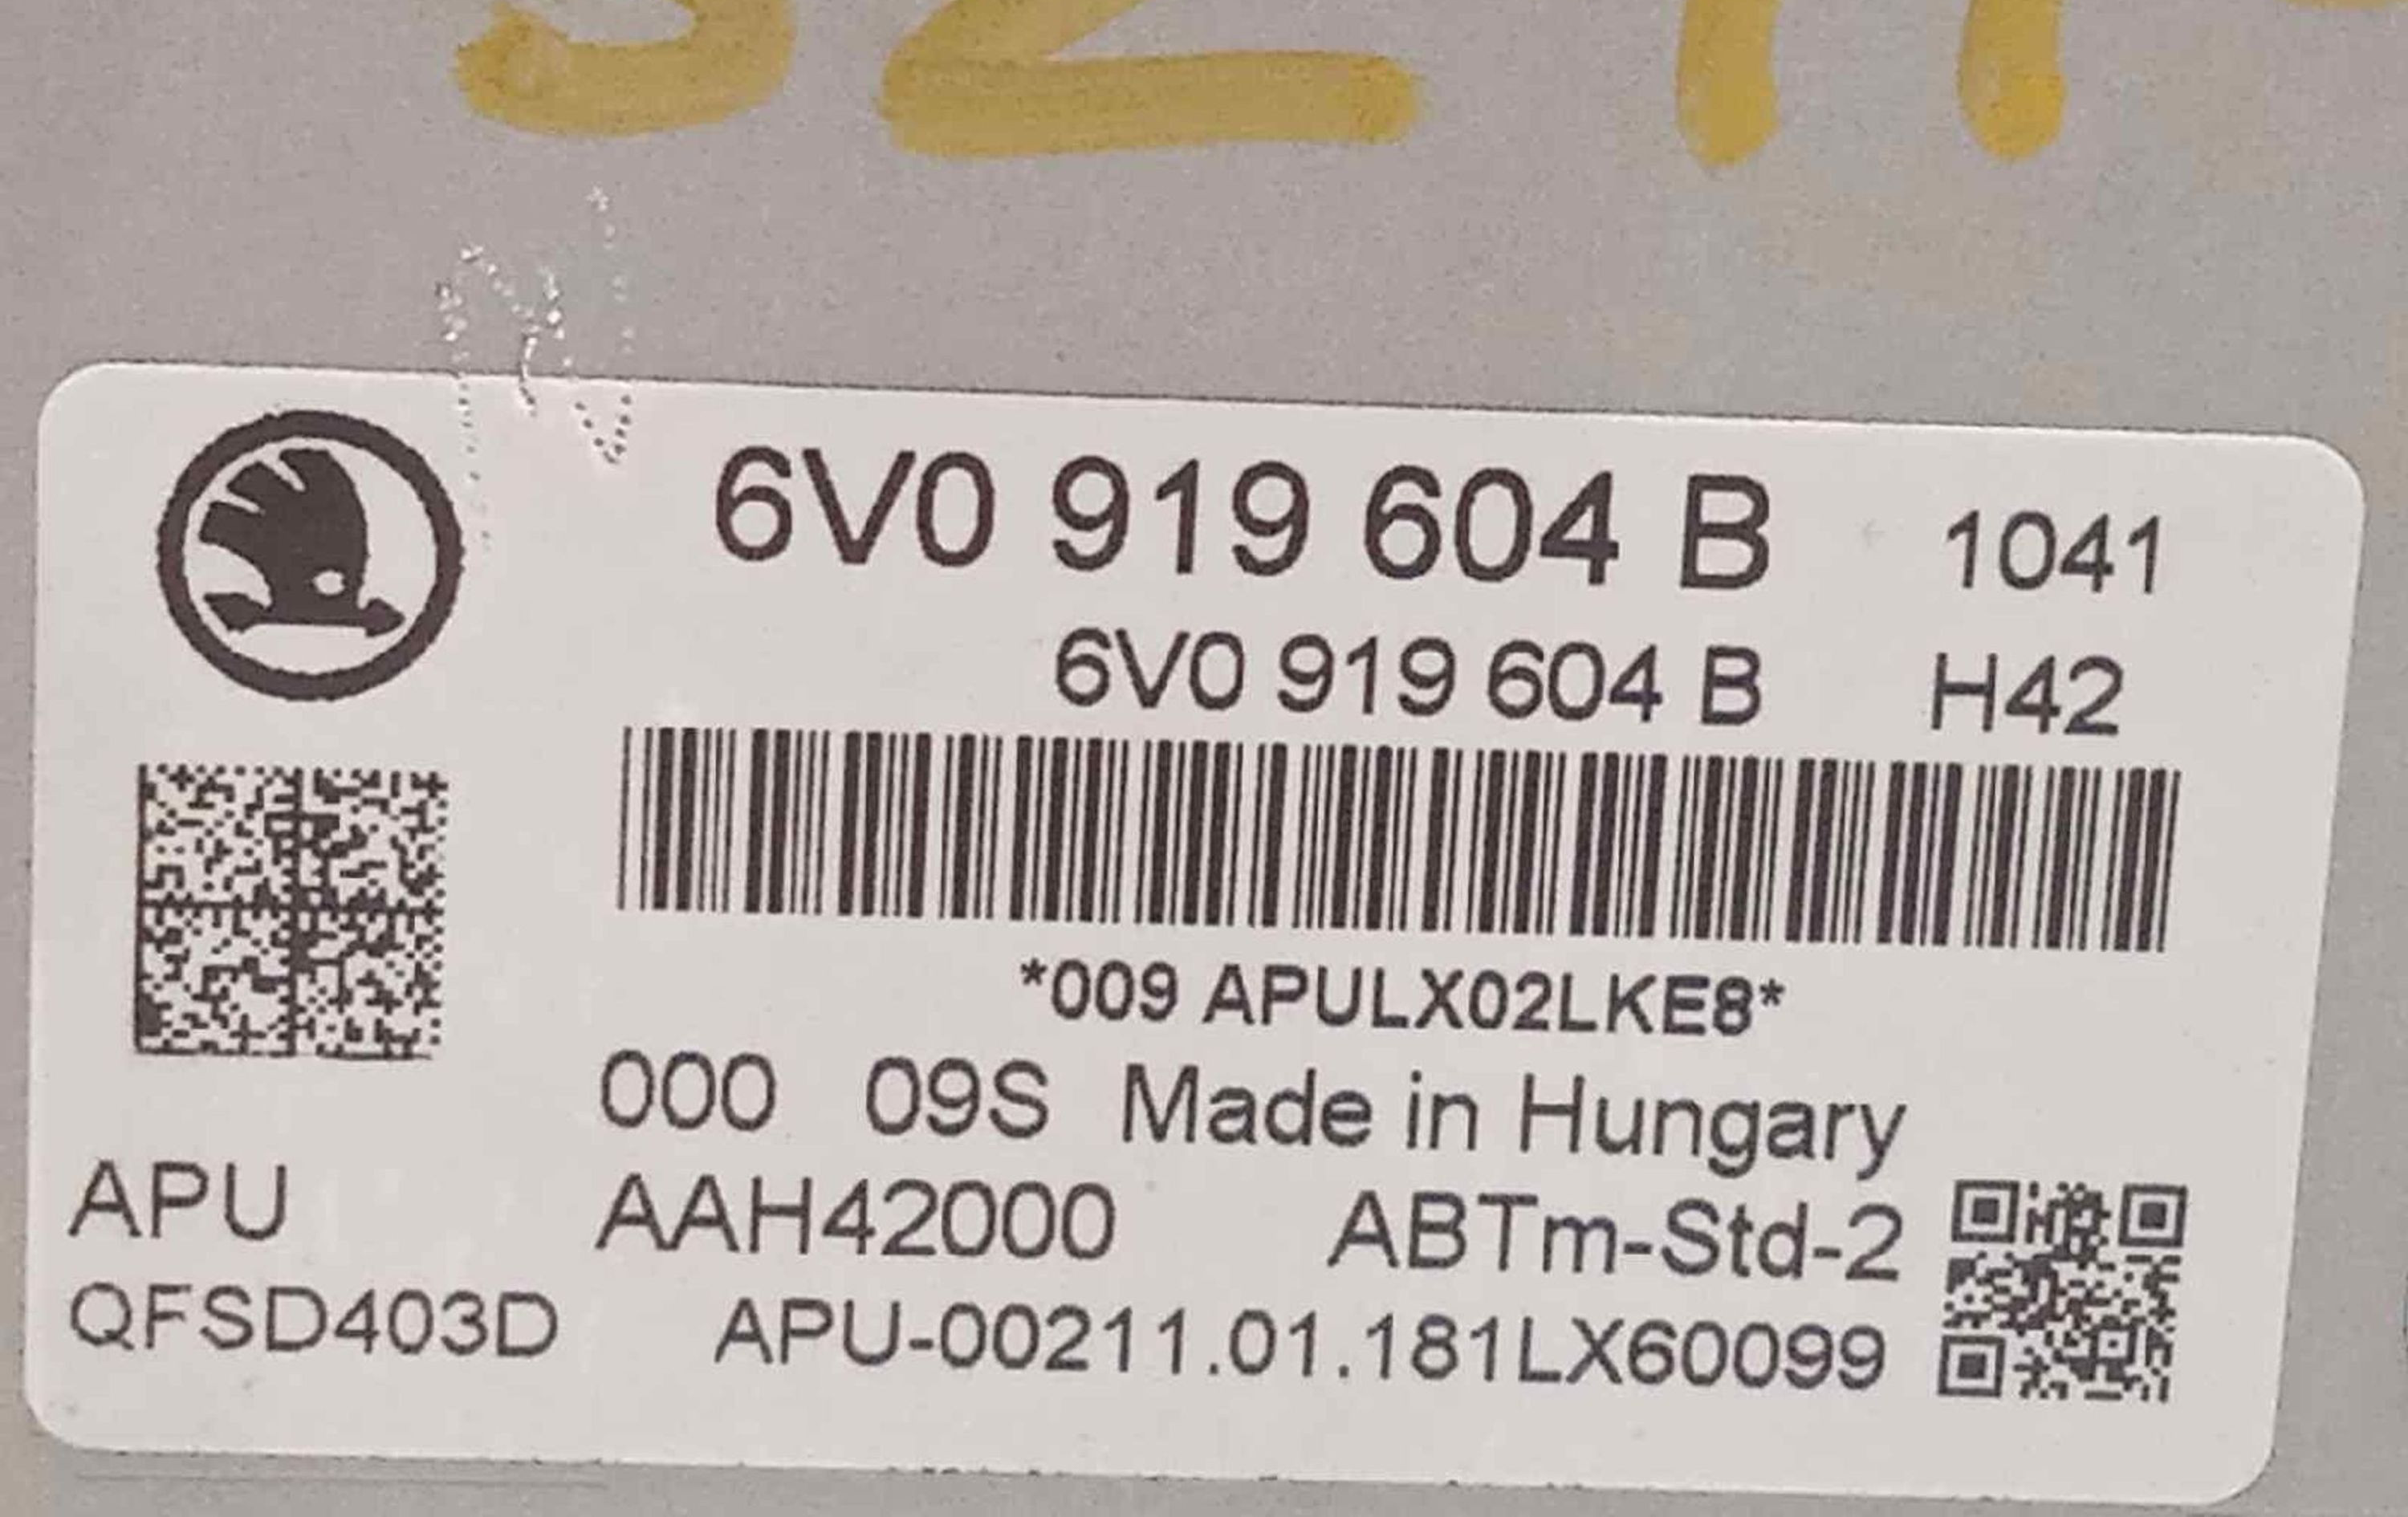 6V0 919 604 B 1041
6V0 919 604 B H42
*009 APULX02LKE8*
000 09S Made in Hungary
APU AAH42000 ABTm-Std-2
QFSD403D APU-00211.01.181LX60099